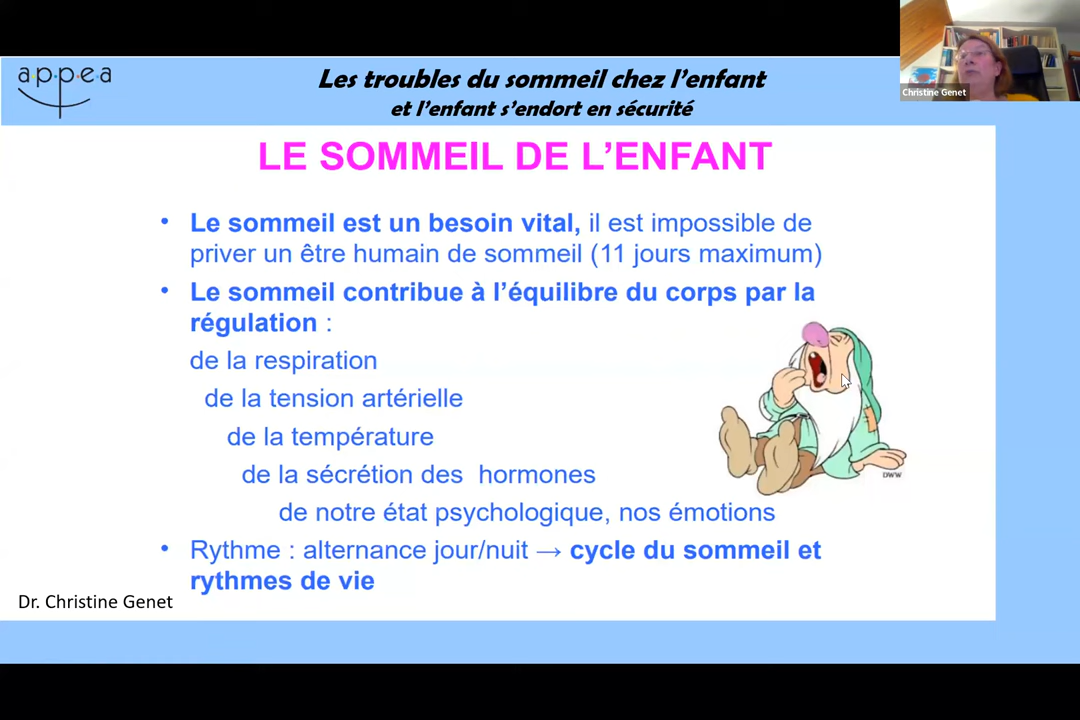 appea
Les troubles du sommeil chez l’enfant
et l’enfant s’endort en sécurité
Christine Genet
LE SOMMEIL DE L’ENFANT
• Le sommeil est un besoin vital, il est impossible de
priver un être humain de sommeil (11 jours maximum)
• Le sommeil contribue à l’équilibre du corps par la
régulation :
de la respiration
de la tension artérielle
de la température
de la sécrétion des hormones
de notre état psychologique, nos émotions
• Rythme : alternance jour/nuit → cycle du sommeil et
rythmes de vie
DWW
Dr. Christine Genet